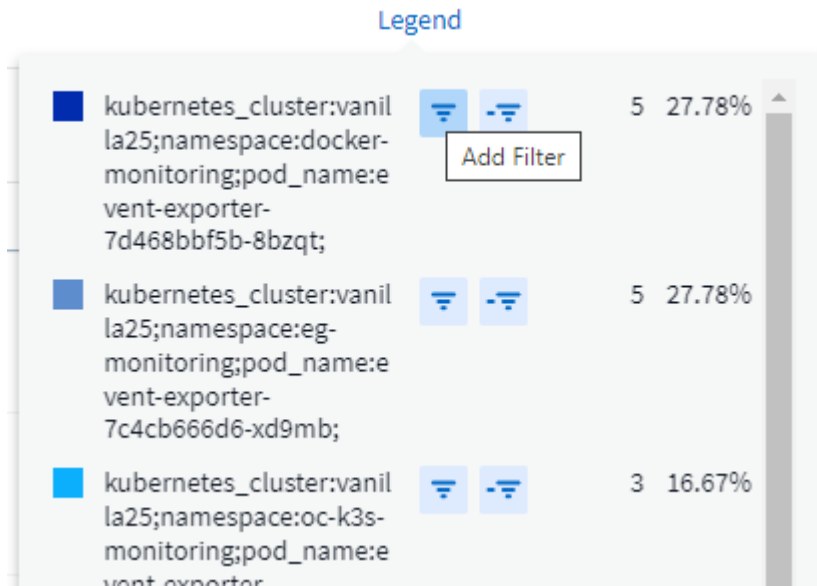 Legend
kubernetes_cluster:vanil 5 27.78%
la25;namespace:docker-
Add Filter
monitoring;pod_name:e
vent-exporter-
7d468bbf5b-8bzqt;
kubernetes_cluster:vanil 5 27.78%
la25;namespace:eg-
monitoring;pod_name:e
vent-exporter-
7c4cb666d6-xd9mb;
kubernetes_cluster:vanil 3 16.67%
la25;namespace:oc-k3s-
monitoring;pod_name:e
vent-exporter